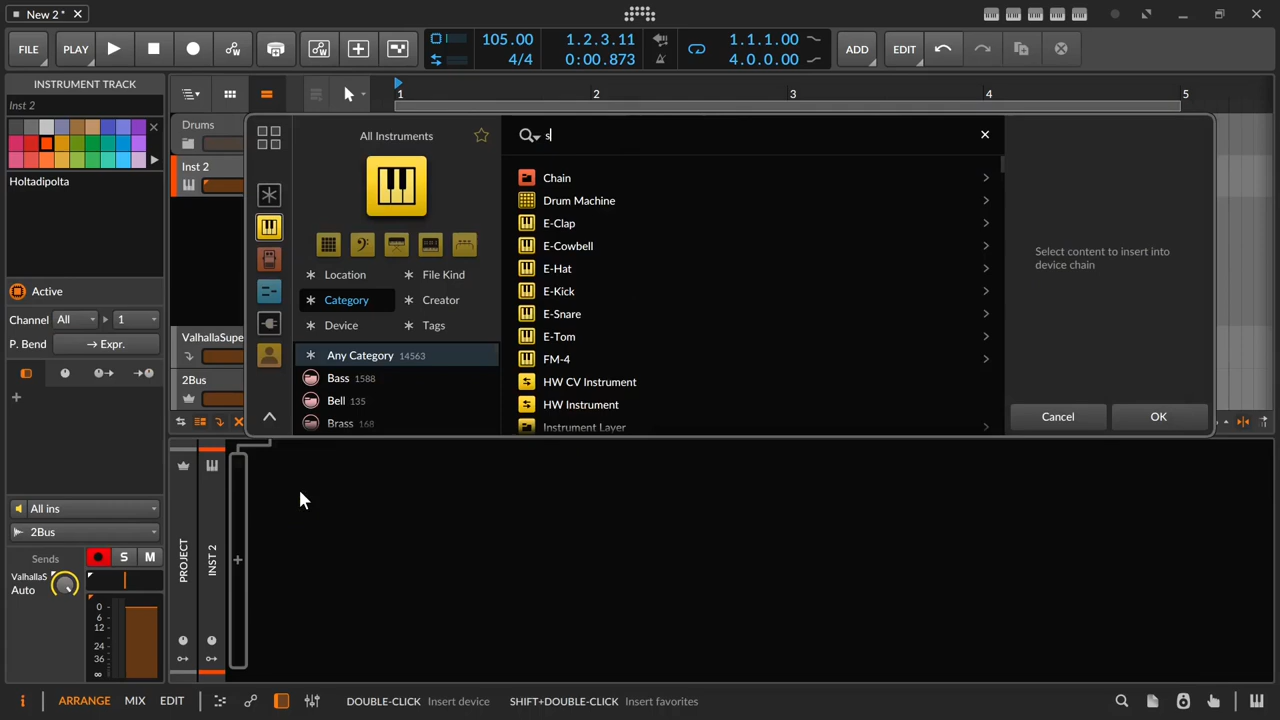 New 2 *
FILE
PLAY
105.00
4/4
1.2.3.11
0:00.873
1.1.1.00
4.0.0.00
ADD
EDIT
INSTRUMENT TRACK
Inst 2
Holtadipolta
Active
Channel All 1
P. Bend → Expr.
All ins
2Bus
Sends
ValhallaS
Auto
S
M
0
6
12
24
36
∞
1
2
3
4
5
Drums
Inst 2
ValhallaSupe
2Bus
All Instruments
Location
File Kind
Category
Creator
Device
Tags
Any Category 14563
Bass 1588
Bell 135
Brass 168
s
Chain
Drum Machine
E-Clap
E-Cowbell
E-Hat
E-Kick
E-Snare
E-Tom
FM-4
HW CV Instrument
HW Instrument
Instrument Layer
Select content to insert into
device chain
Cancel
OK
PROJECT
INST 2
ARRANGE
MIX
EDIT
DOUBLE-CLICK Insert device
SHIFT+DOUBLE-CLICK Insert favorites